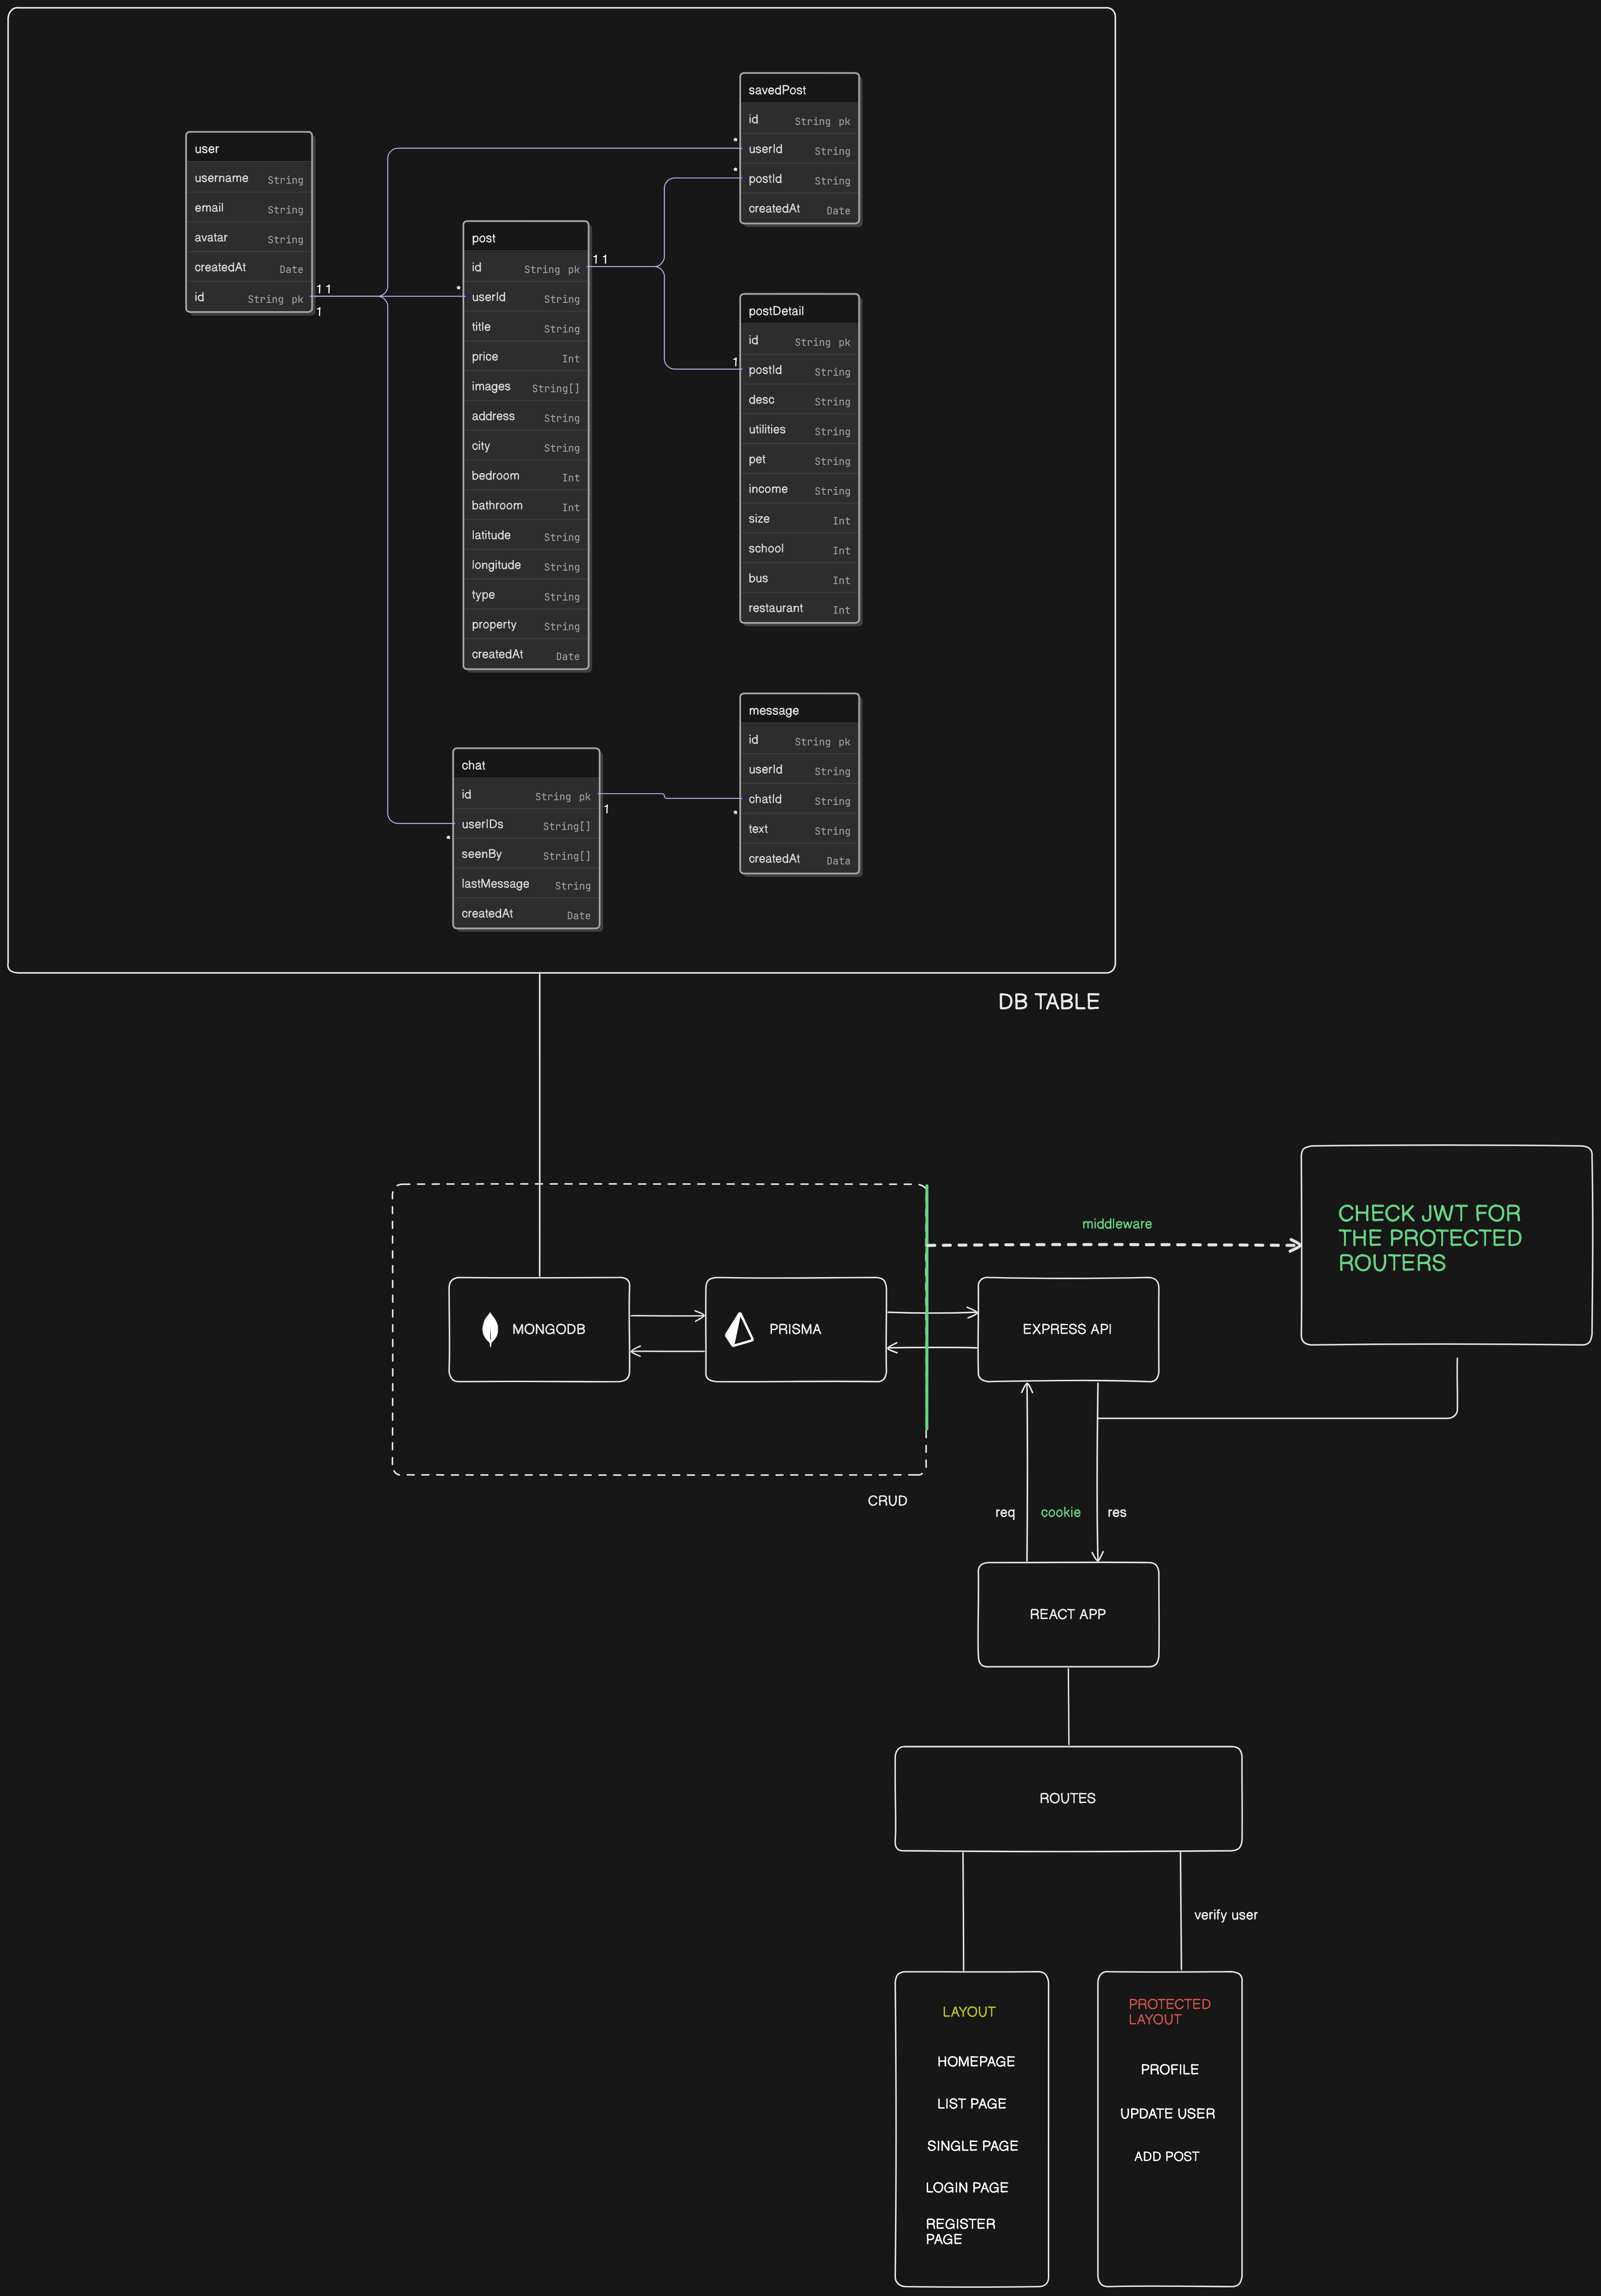 savedPost
id String pk
userId String
postId String
createdAt Date
user
username String
email String
avatar String
createdAt Date
id String pk
post
id String pk
userId String
title String
price Int
images String[]
address String
city String
bedroom Int
bathroom Int
latitude String
longitude String
type String
property String
createdAt Date
postDetail
id String pk
postId String
desc String
utilities String
pet String
income String
size Int
school Int
bus Int
restaurant Int
message
id String pk
userId String
chatId String
text String
createdAt Data
chat
id String pk
userIDs String[]
seenBy String[]
lastMessage String
createdAt Date
* 
*
*
1 1
1
1 1
1
1
*
*
DB TABLE
middleware
CHECK JWT FOR
THE PROTECTED
ROUTERS
MONGODB
PRISMA
EXPRESS API
CRUD
req
cookie
res
REACT APP
ROUTES
verify user
LAYOUT
HOMEPAGE
LIST PAGE
SINGLE PAGE
LOGIN PAGE
REGISTER
PAGE
PROTECTED
LAYOUT
PROFILE
UPDATE USER
ADD POST